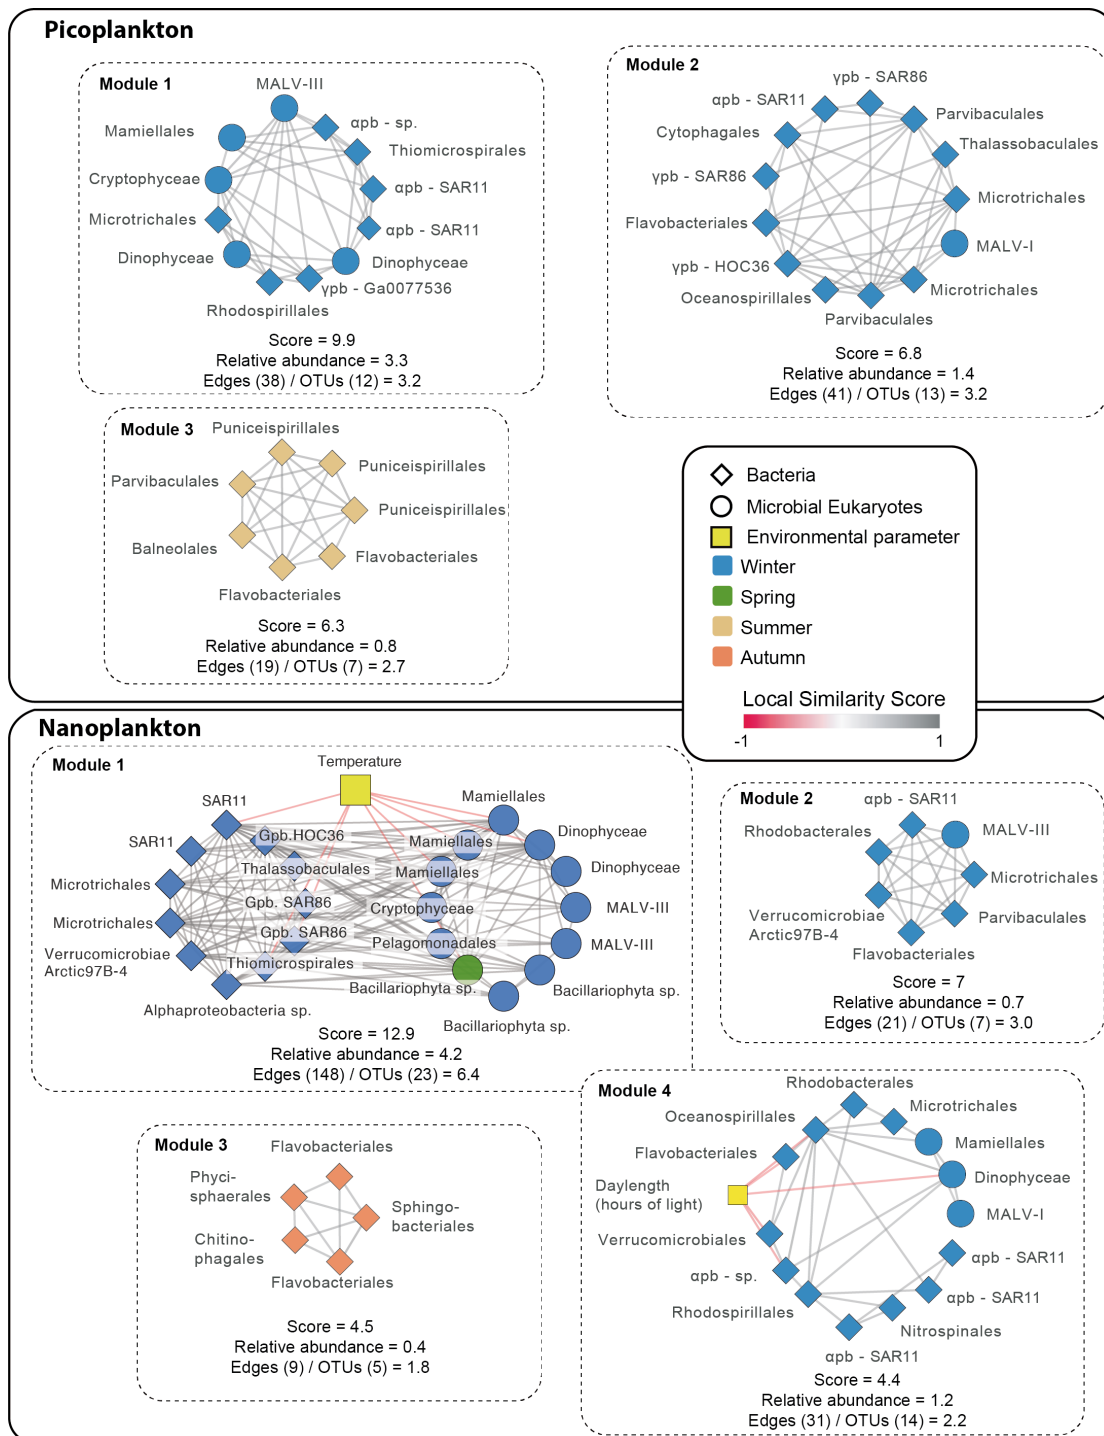 Picoplankton
Module 1
MALV-III
Mamiellales
αpb - sp.
Thiomicrospirales
Cryptophyceae
αpb - SAR11
Microtrichales
αpb - SAR11
Dinophyceae
Dinophyceae
γpb - Ga0077536
Rhodospirillales
Score = 9.9
Relative abundance = 3.3
Edges (38) / OTUs (12) = 3.2
Module 2
γpb - SAR86
αpb - SAR11
Parvibaculales
Cytophagales
Thalassobaculales
γpb - SAR86
Microtrichales
Flavobacteriales
MALV-I
γpb - HOC36
Microtrichales
Oceanospirillales
Parvibaculales
Score = 6.8
Relative abundance = 1.4
Edges (41) / OTUs (13) = 3.2
Module 3
Puniceispirillales
Puniceispirillales
Parvibaculales
Puniceispirillales
Balneolales
Flavobacteriales
Flavobacteriales
Score = 6.3
Relative abundance = 0.8
Edges (19) / OTUs (7) = 2.7
Bacteria
Microbial Eukaryotes
Environmental parameter
Winter
Spring
Summer
Autumn
Local Similarity Score
-1 1
Nanoplankton
Module 1
Temperature
SAR11
Mamiellales
Gpb.HOC36
Dinophyceae
SAR11
Mamiellales
Thalassobaculales
Mamiellales
Dinophyceae
Microtrichales
Gpb. SAR86
Cryptophyceae
MALV-III
Microtrichales
Gpb. SAR86
Pelagomonadales
MALV-III
Verrucomicrobiae
Arctic97B-4
Thiomicrospirales
Bacillariophyta sp.
Bacillariophyta sp.
Alphaproteobacteria sp.
Bacillariophyta sp.
Score = 12.9
Relative abundance = 4.2
Edges (148) / OTUs (23) = 6.4
Module 2
αpb - SAR11
Rhodobacterales
MALV-III
Microtrichales
Verrucomicrobiae
Arctic97B-4
Parvibaculales
Flavobacteriales
Score = 7
Relative abundance = 0.7
Edges (21) / OTUs (7) = 3.0
Module 3
Flavobacteriales
Phyci-
sphaerales
Sphingo-
bacteriales
Chitino-
phagales
Flavobacteriales
Score = 4.5
Relative abundance = 0.4
Edges (9) / OTUs (5) = 1.8
Module 4
Rhodobacterales
Oceanospirillales
Microtrichales
Flavobacteriales
Mamiellales
Dinophyceae
Daylength
(hours of light)
MALV-I
Verrucomicrobiales
αpb - SAR11
αpb - sp.
αpb - SAR11
Rhodospirillales
Nitrospinales
αpb - SAR11
Score = 4.4
Relative abundance = 1.2
Edges (31) / OTUs (14) = 2.2